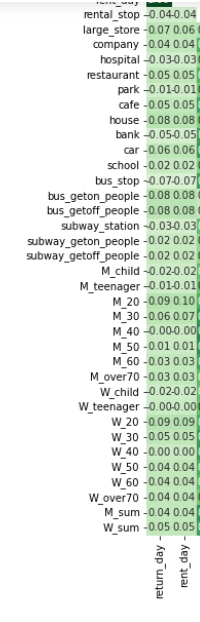 rental_stop -0.04 -0.04
large_store 0.07 0.06
company 0.04 0.04
hospital -0.03 -0.03
restaurant 0.05 0.05
park -0.01 -0.01
cafe 0.05 0.05
house 0.08 0.08
bank -0.05 -0.05
car 0.06 0.06
school 0.02 0.02
bus_stop -0.07 -0.07
bus_geton_people 0.08 0.08
bus_getoff_people 0.08 0.08
subway_station -0.03 -0.03
subway_geton_people 0.02 0.02
subway_getoff_people 0.02 0.02
M_child -0.02 -0.02
M_teenager -0.01 -0.01
M_20 0.09 0.10
M_30 0.06 0.07
M_40 -0.00 -0.00
M_50 0.01 0.01
M_60 0.03 0.03
M_over70 0.03 0.03
W_child -0.02 -0.02
W_teenager -0.00 -0.00
W_20 0.09 0.09
W_30 0.05 0.05
W_40 0.00 0.00
W_50 0.04 0.04
W_60 0.04 0.04
W_over70 0.04 0.04
M_sum 0.04 0.04
W_sum 0.05 0.05
return_day
rent_day